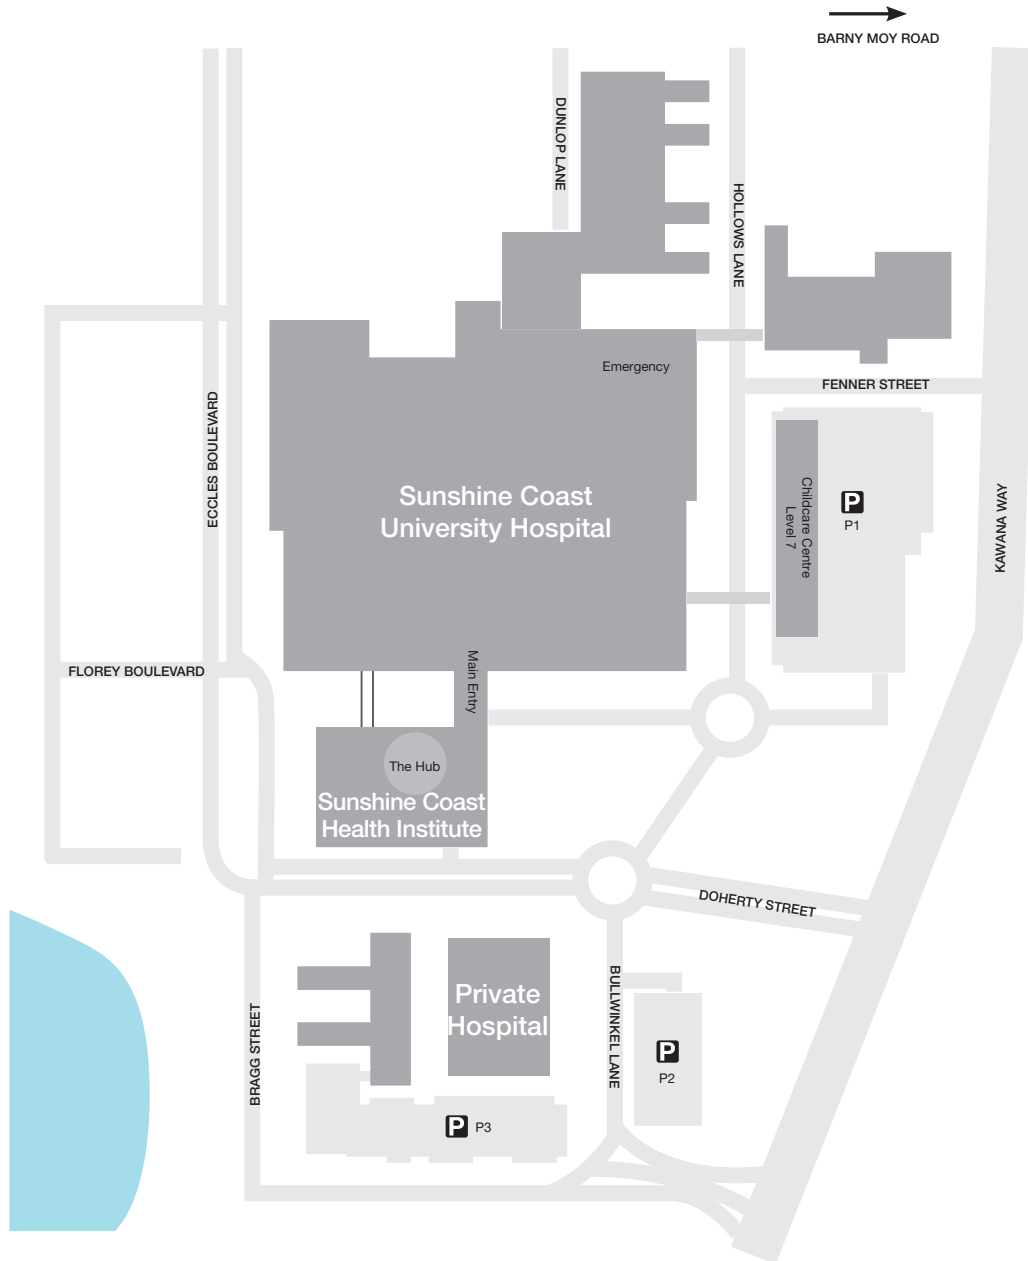 BARNY MOY ROAD
DUNLOP LANE
HOLLOWS LANE
Emergency
FENNER STREET
ECCLES BOULEVARD
Sunshine Coast
University Hospital
Childcare Centre
Level 7
P
P1
KAWANA WAY
FLOREY BOULEVARD
Main Entry
The Hub
Sunshine Coast
Health Institute
DOHERTY STREET
Private
Hospital
BULLWINKEL LANE
BRAGG STREET
P
P2
P P3